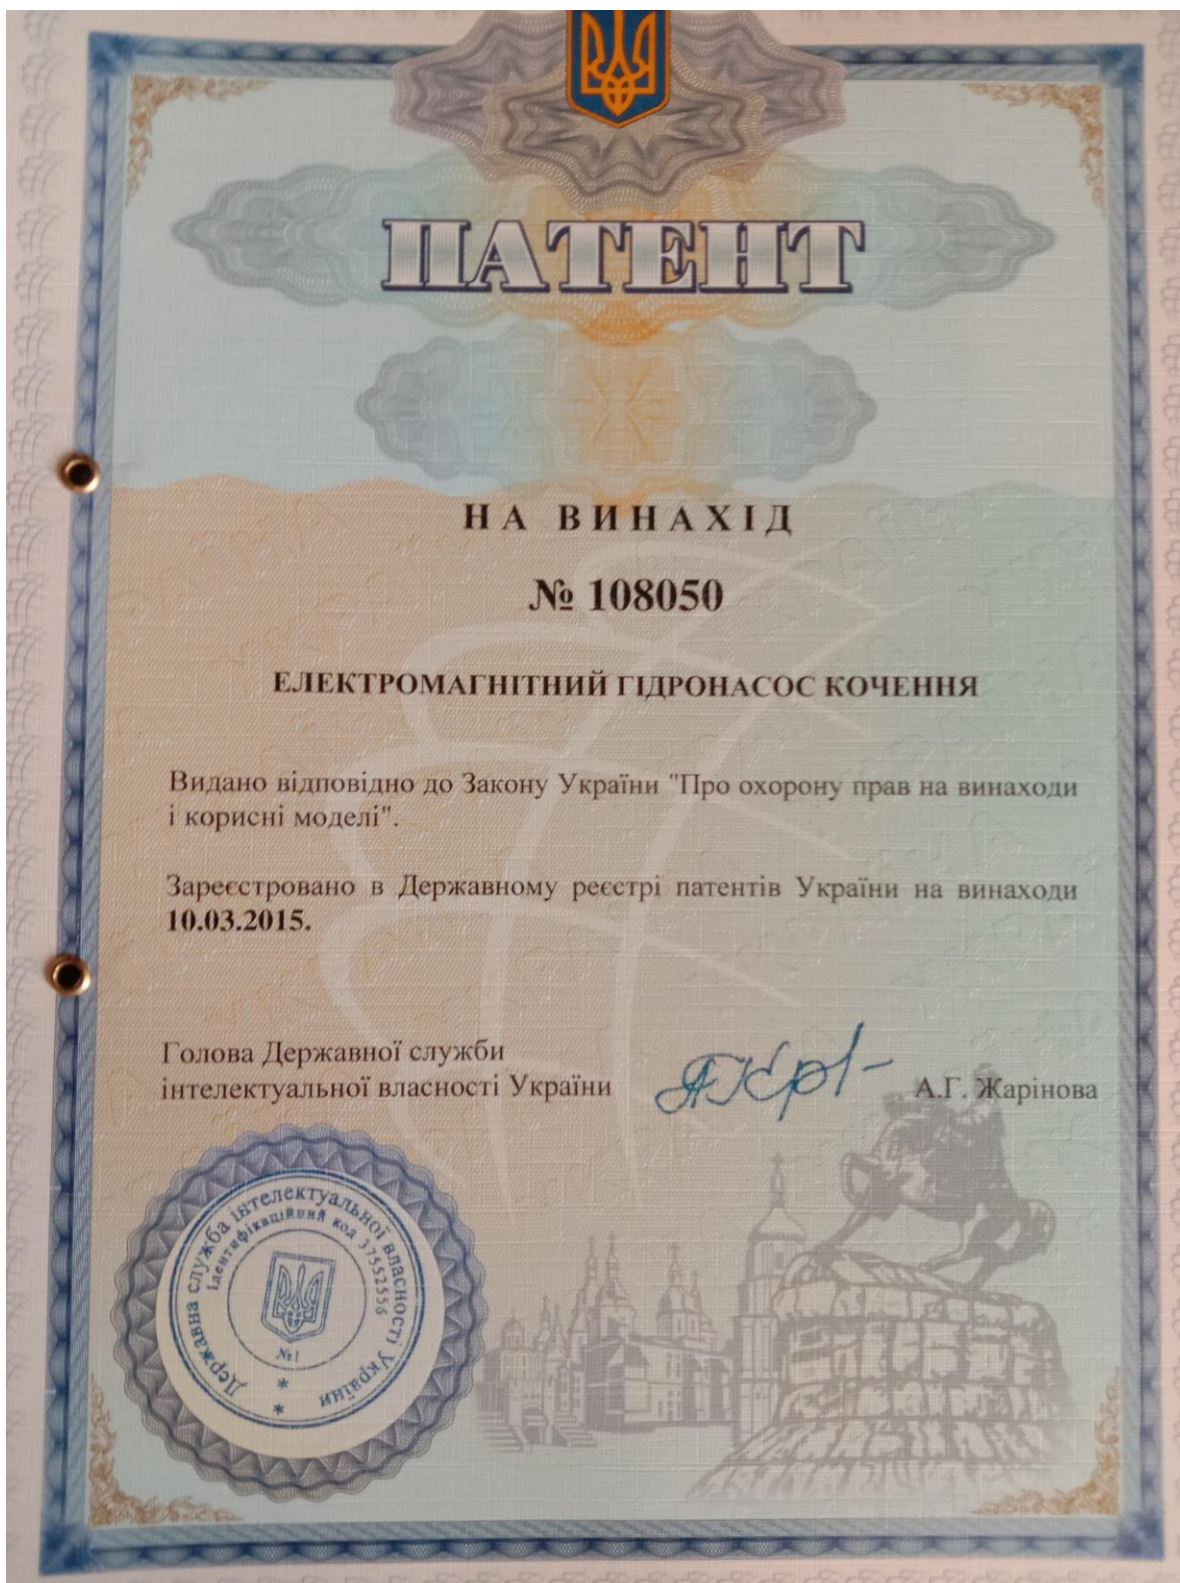 ПАТЕНТ
НА ВИНАХІД
№ 108050
ЕЛЕКТРОМАГНІТНИЙ ГІДРОНАСОС КОЧЕННЯ
Видано відповідно до Закону України "Про охорону прав на винаходи
і корисні моделі".
Зареєстровано в Державному реєстрі патентів України на винаходи
10.03.2015.
Голова Державної служби
інтелектуальної власності України
А.Г. Жарінова
Державна служба інтелектуальної власності України
Ідентифікаційний код 37552556
№1